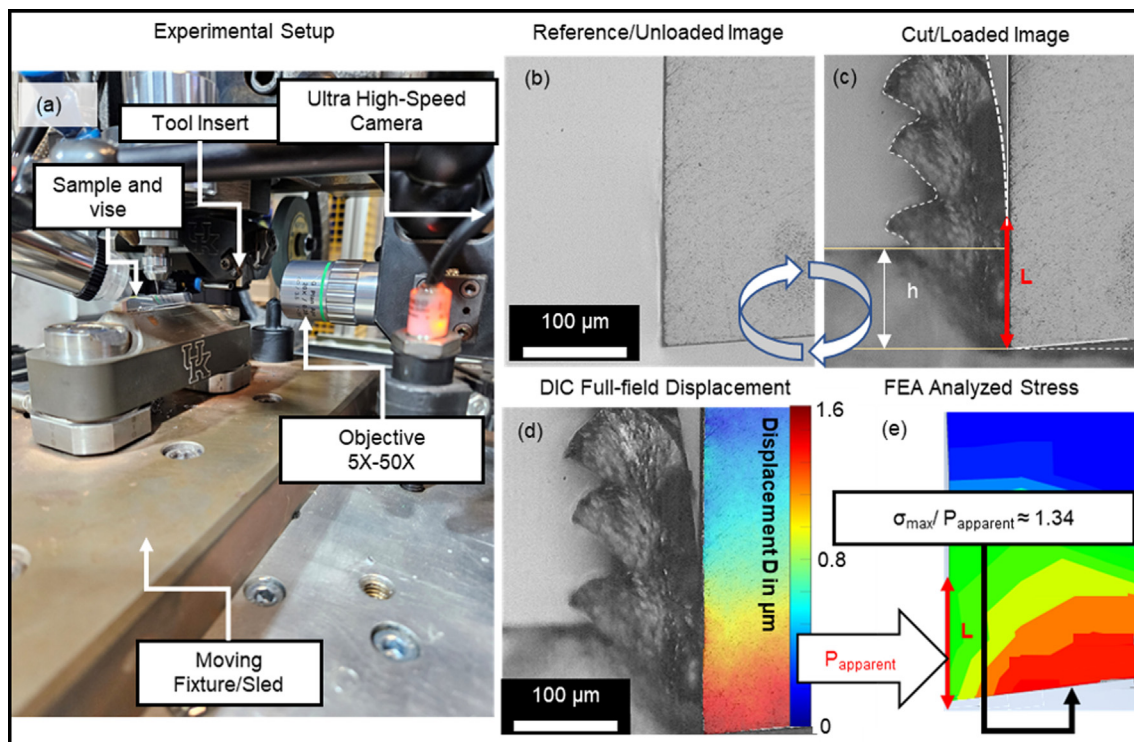 Experimental Setup
Reference/Unloaded Image
Cut/Loaded Image
(a)
Tool Insert
Ultra High-Speed
Camera
Sample and
vise
UK
UK
Objective
5X-50X
Moving
Fixture/Sled
(b)
100 µm
(c)
h
L
DIC Full-field Displacement
FEA Analyzed Stress
(d)
Displacement D in µm
1.6
0.8
0
100 µm
(e)
σmax/ Papparent ≈ 1.34
L
Papparent